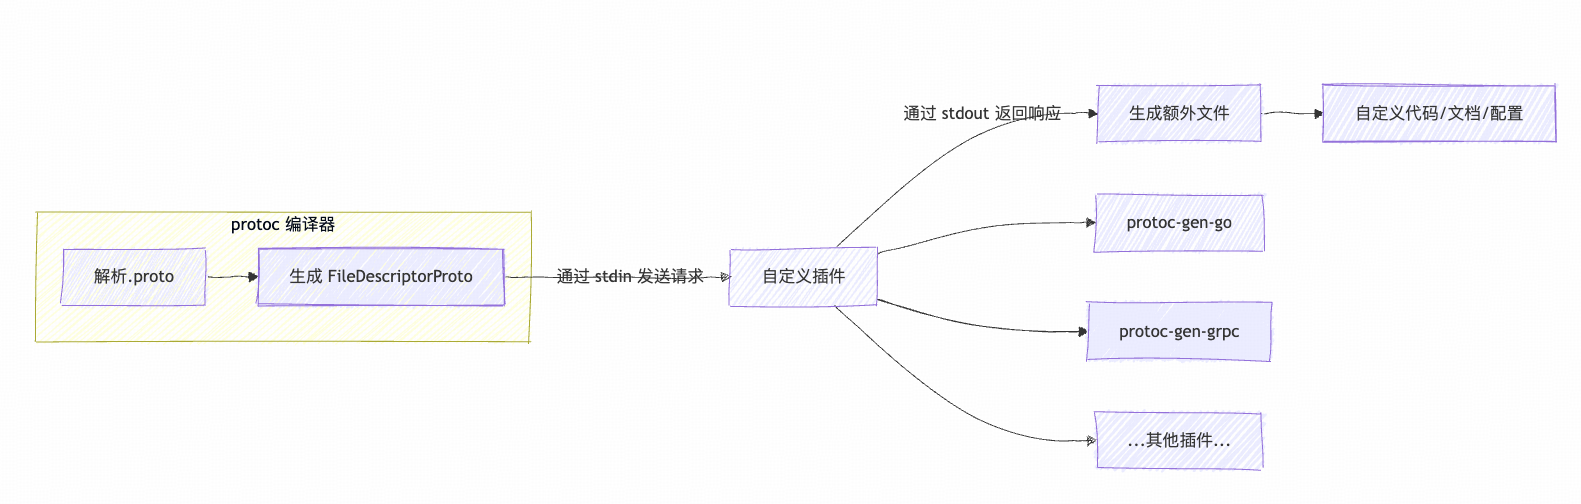 protoc 编译器
解析.proto
生成 FileDescriptorProto
通过 stdin 发送请求
自定义插件
通过 stdout 返回响应
生成额外文件
自定义代码/文档/配置
protoc-gen-go
protoc-gen-grpc
...其他插件...